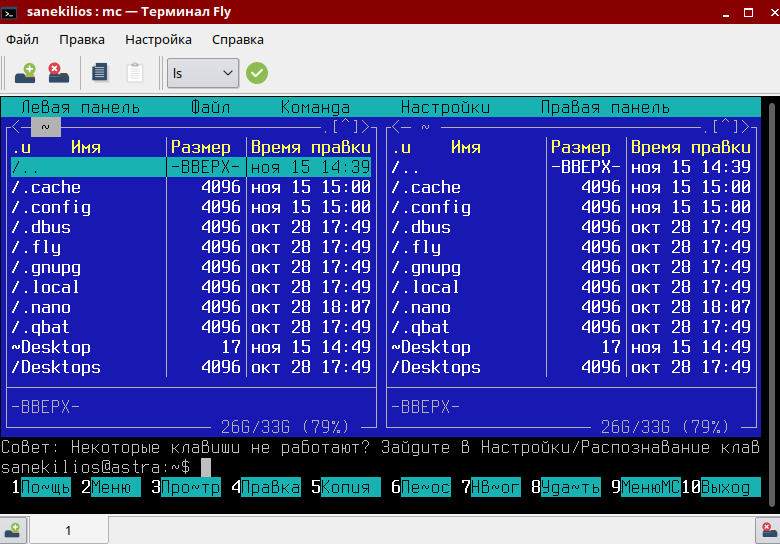 sanekilios : mc — Терминал Fly
Файл Правка Настройка Справка
ls
Левая панель Файл Команда Настройки Правая панель
<- ~ .[^]> <- ~ .[^]>
.и Имя Размер Время правки .и Имя Размер Время правки
/.. -ВВЕРХ- ноя 15 14:39 /.. -ВВЕРХ- ноя 15 14:39
/.cache 4096 ноя 15 15:00 /.cache 4096 ноя 15 15:00
/.config 4096 ноя 15 15:00 /.config 4096 ноя 15 15:00
/.dbus 4096 окт 28 17:49 /.dbus 4096 окт 28 17:49
/.fly 4096 окт 28 17:49 /.fly 4096 окт 28 17:49
/.gnupg 4096 окт 28 17:49 /.gnupg 4096 окт 28 17:49
/.local 4096 окт 28 17:49 /.local 4096 окт 28 17:49
/.nano 4096 окт 28 18:07 /.nano 4096 окт 28 18:07
/.qbat 4096 окт 28 17:49 /.qbat 4096 окт 28 17:49
~Desktop 17 ноя 15 14:49 ~Desktop 17 ноя 15 14:49
/Desktops 4096 окт 28 17:49 /Desktops 4096 окт 28 17:49
-ВВЕРХ- -ВВЕРХ-
26G/33G (79%) 26G/33G (79%)
Совет: Некоторые клавиши не работают? Зайдите в Настройки/Распознавание клав
sanekilios@astra:~$
1По~щь 2Меню 3Про~тр 4Правка 5Копия 6Пе~ос 7НВ~ог 8Уда~ть 9МенюМС10Выход
1